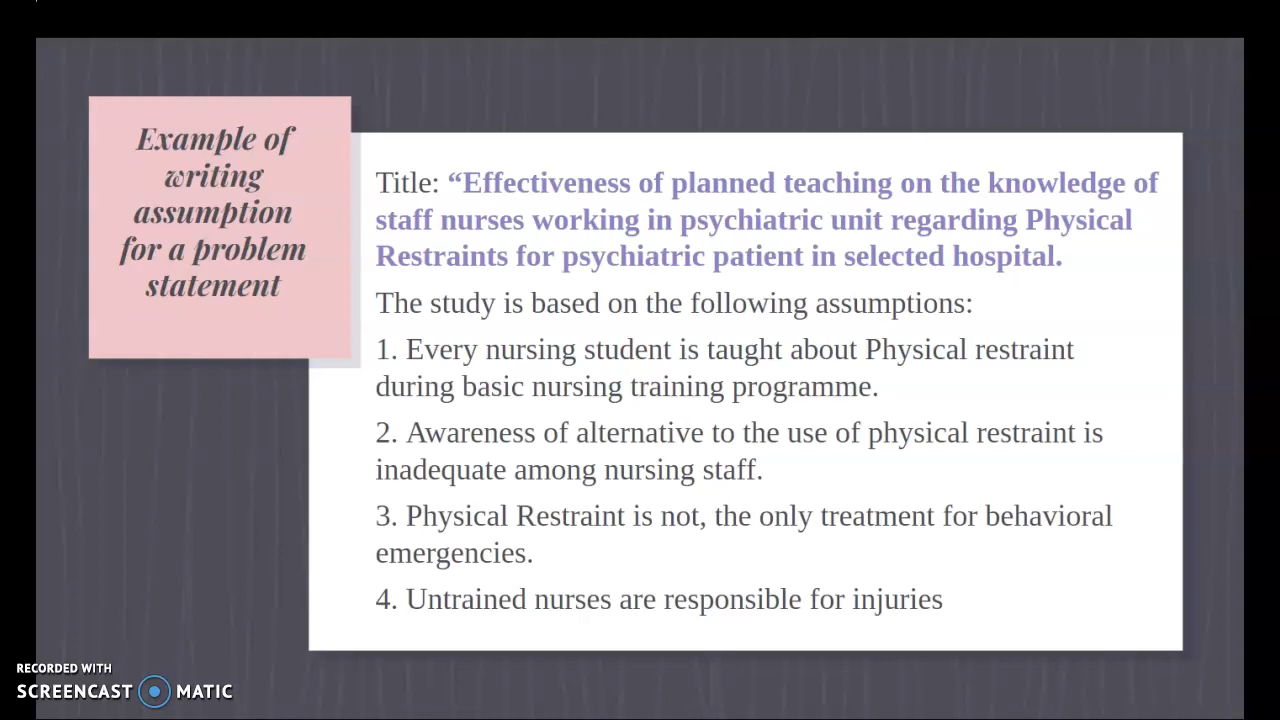 Example of
writing
assumption
for a problem
statement
Title: “Effectiveness of planned teaching on the knowledge of
staff nurses working in psychiatric unit regarding Physical
Restraints for psychiatric patient in selected hospital.
The study is based on the following assumptions:
1. Every nursing student is taught about Physical restraint
during basic nursing training programme.
2. Awareness of alternative to the use of physical restraint is
inadequate among nursing staff.
3. Physical Restraint is not, the only treatment for behavioral
emergencies.
4. Untrained nurses are responsible for injuries
RECORDED WITH
SCREENCAST MATIC